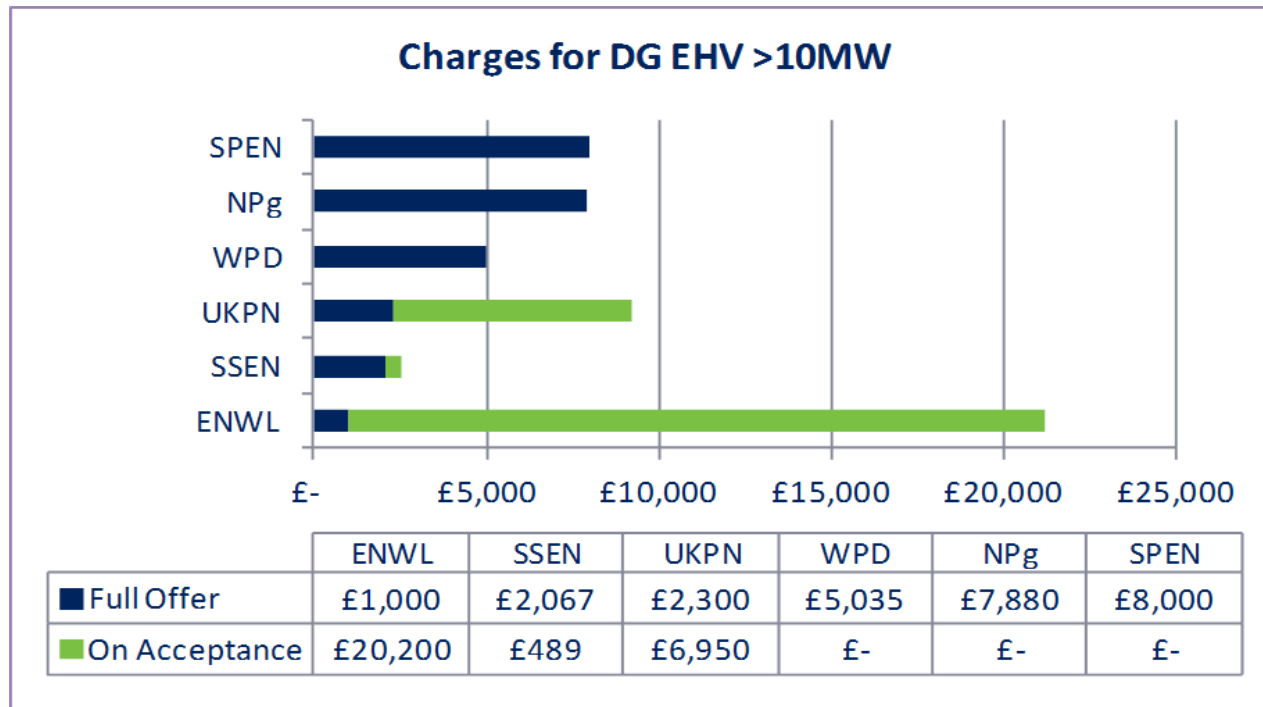 Charges for DG EHV >10MW
SPEN
NPg
WPD
UKPN
SSEN
ENWL
£- £5,000 £10,000 £15,000 £20,000 £25,000
ENWL SSEN UKPN WPD NPg SPEN
Full Offer £1,000 £2,067 £2,300 £5,035 £7,880 £8,000
On Acceptance £20,200 £489 £6,950 £- £- £-